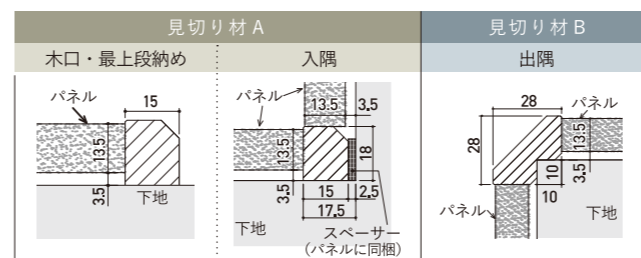 見切り材A
見切り材B
木口・最上段納め
入隅
出隅
パネル
15
13.5
3.5
下地
パネル
13.5
3.5
13.5
3.5
18
15
2.5
17.5
下地
スペーサー
(パネルに同梱)
28
28
パネル
13.5
3.5
10
10
パネル
下地